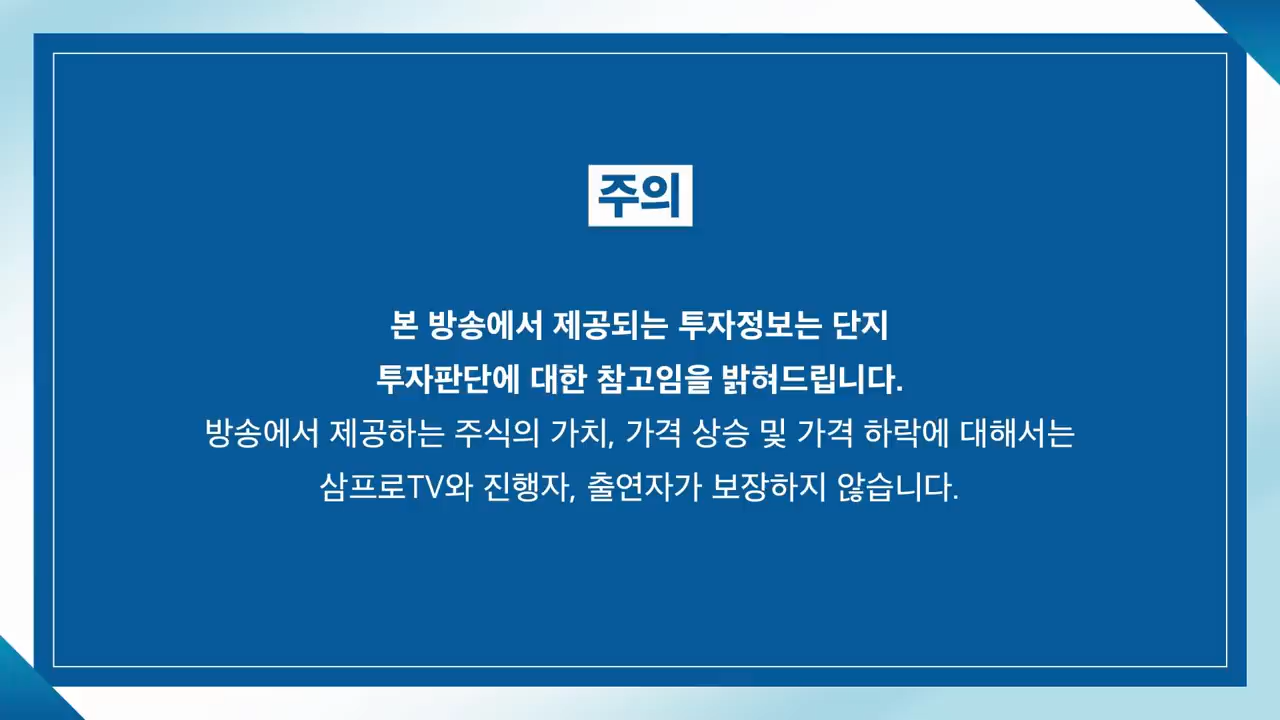 주의
본 방송에서 제공되는 투자정보는 단지
투자판단에 대한 참고임을 밝혀드립니다.
방송에서 제공하는 주식의 가치, 가격 상승 및 가격 하락에 대해서는
삼프로TV와 진행자, 출연자가 보장하지 않습니다.